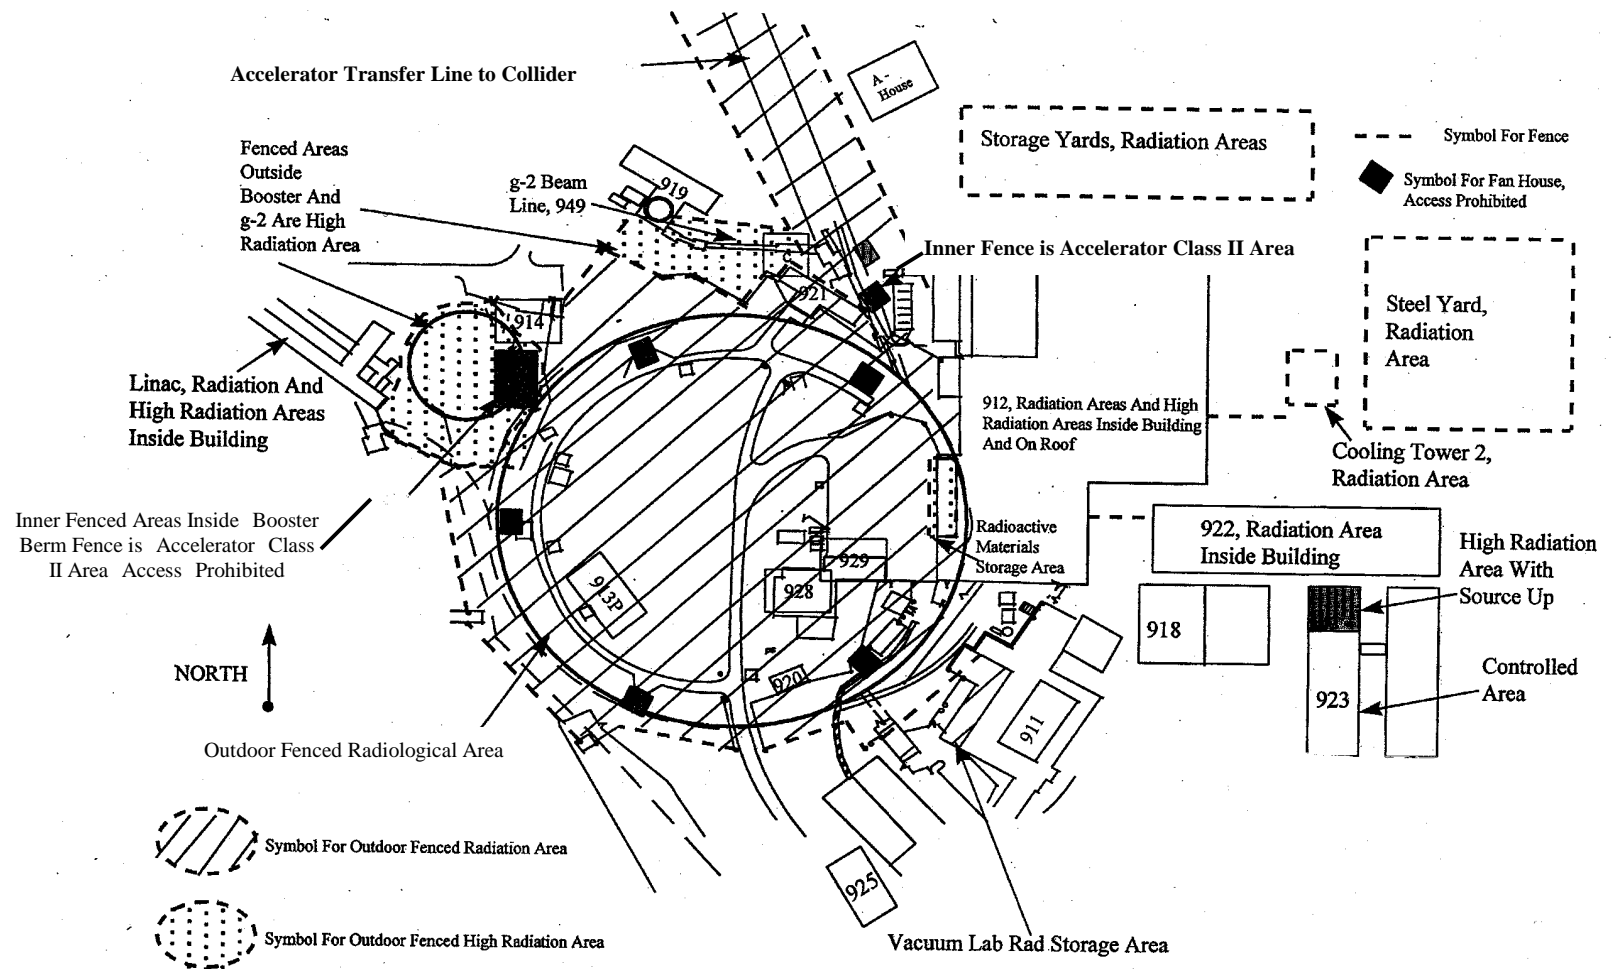 Accelerator Transfer Line to Collider
A -
House
Storage Yards, Radiation Areas
Symbol For Fence
Symbol For Fan House,
Access Prohibited
Fenced Areas
Outside
Booster And
g-2 Are High
Radiation Area
g-2 Beam
Line, 949
919
Inner Fence is Accelerator Class II Area
921
914
Steel Yard,
Radiation
Area
Linac, Radiation And
High Radiation Areas
Inside Building
912, Radiation Areas And High
Radiation Areas Inside Building
And On Roof
Cooling Tower 2,
Radiation Area
Inner Fenced Areas Inside Booster
Berm Fence is Accelerator Class
II Area Access Prohibited
Radioactive
Materials
Storage Area
922, Radiation Area
Inside Building
High Radiation
Area With
Source Up
929
928
913P
918
NORTH
920
911
923
Controlled
Area
Outdoor Fenced Radiological Area
Symbol For Outdoor Fenced Radiation Area
925
Symbol For Outdoor Fenced High Radiation Area
Vacuum Lab Rad Storage Area